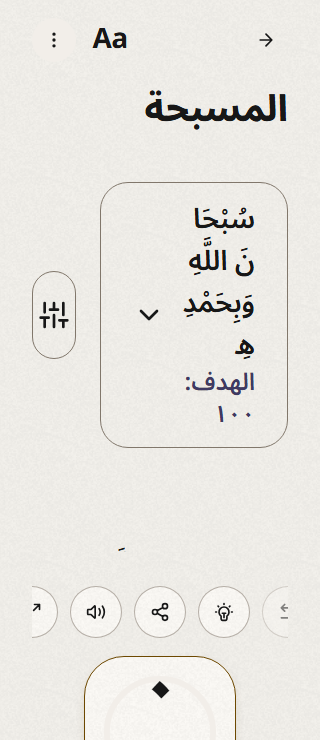 Aa
المسبحة
سُبْحَا
نَ اللَّهِ
وَبِحَمْدِ
هِ
الهدف:
١٠٠